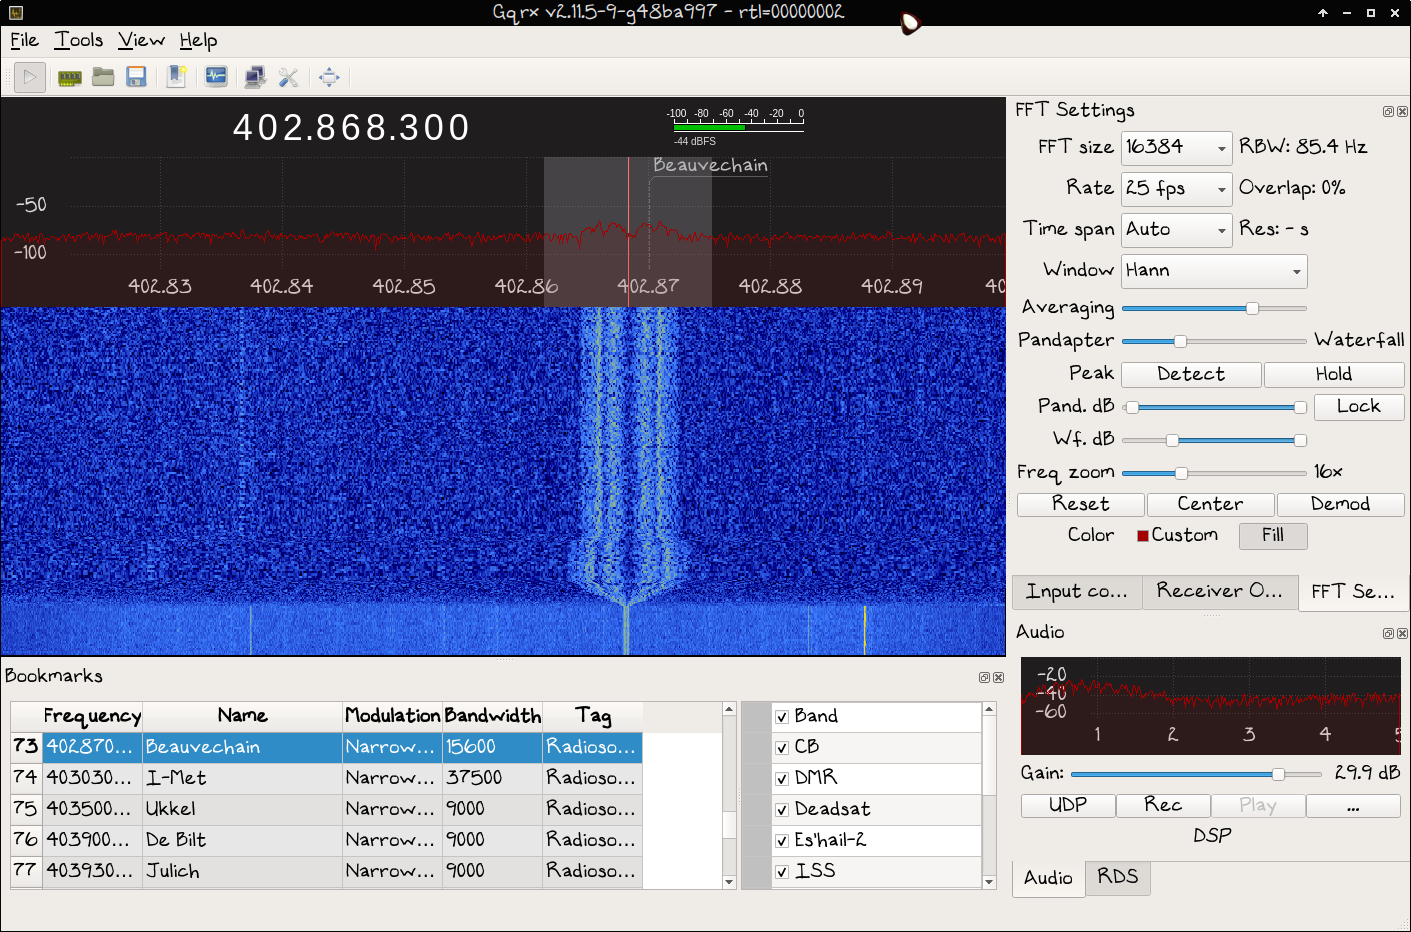 Gqrx v2.11.5-9-g48ba997 - rtl=00000002
File Tools View Help
402.868.300
-100 -80 -60 -40 -20 0
-44 dBFS
Beauvechain
-50
-100
402.83 402.84 402.85 402.86 402.87 402.88 402.89 40
FFT Settings
FFT size 16384 RBW: 85.4 Hz
Rate 25 fps Overlap: 0%
Time span Auto Res: - s
Window Hann
Averaging
Pandapter Waterfall
Peak Detect Hold
Pand. dB Lock
Wf. dB
Freq zoom 16x
Reset Center Demod
Color Custom Fill
Input co... Receiver O... FFT Se...
Audio
-20
-40
-60
1 2 3 4 5
Gain: 29.9 dB
UDP Rec Play ...
DSP
Audio RDS
Bookmarks
Frequency Name Modulation Bandwidth Tag
73 402870... Beauvechain Narrow... 15600 Radioso...
74 403030... I-Met Narrow... 37500 Radioso...
75 403500... Ukkel Narrow... 9000 Radioso...
76 403900... De Bilt Narrow... 9000 Radioso...
77 403930... Julich Narrow... 9000 Radioso...
Band
CB
DMR
Deadsat
Es'hail-2
ISS